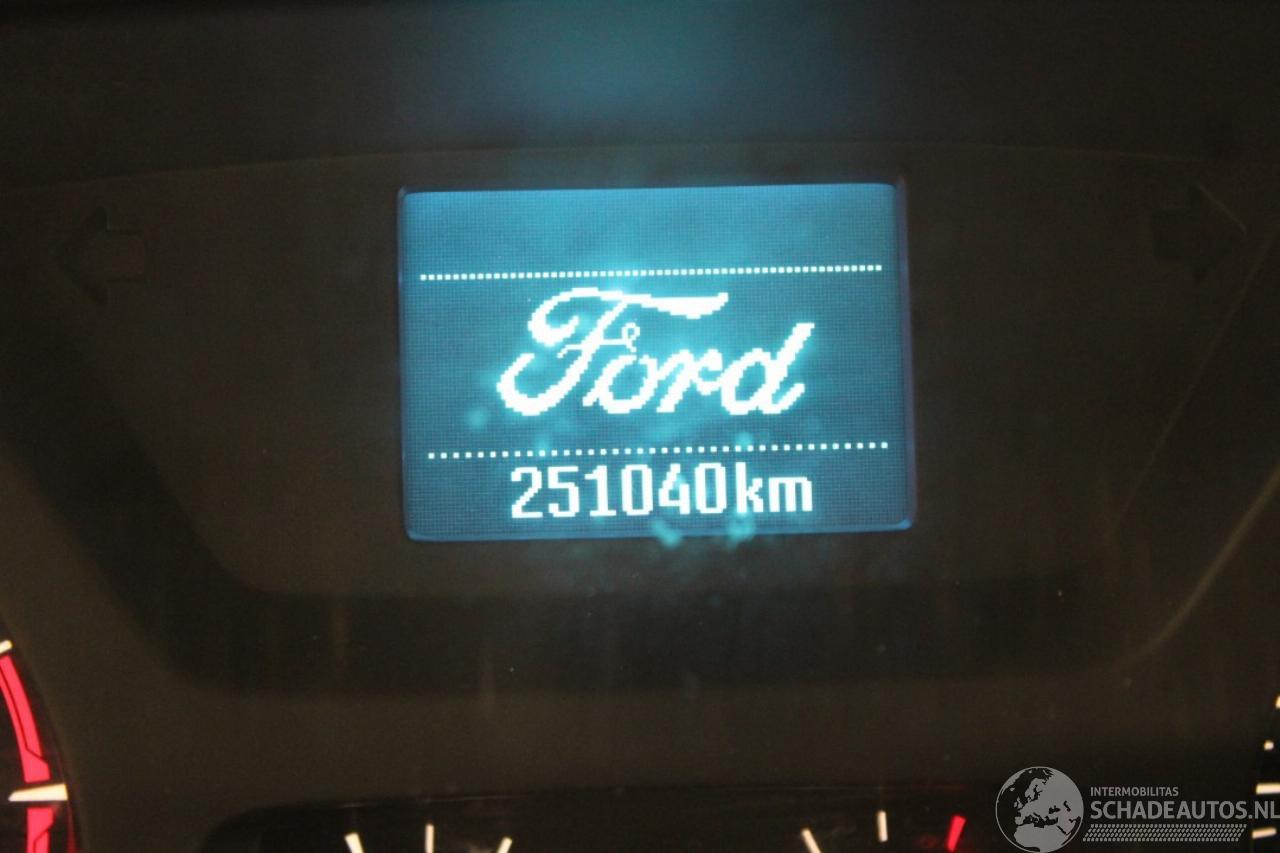 Ford
251040km
INTERMOBILITAS
SCHADEAUTOS.NL